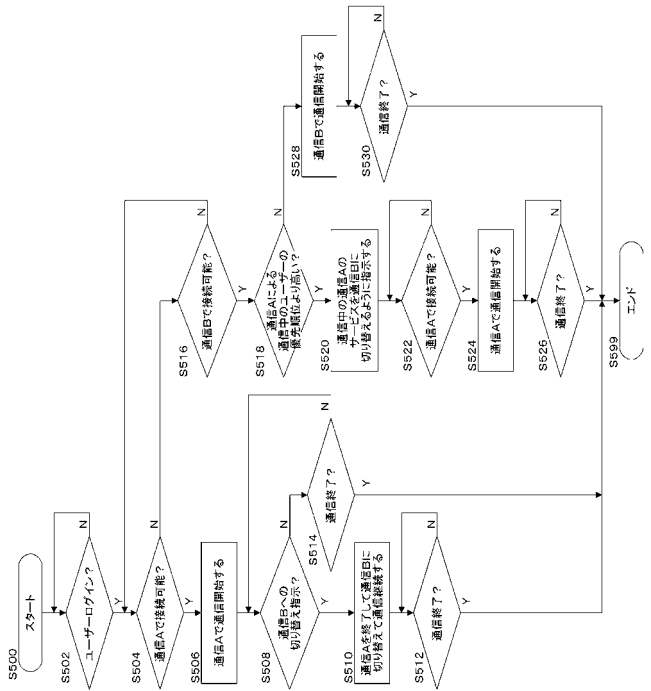 S500
スタート
S502
ユーザーログイン？
N
Y
S504
通信Aで接続可能？
N
Y
S506
通信Aで通信開始する
S508
通信Bへの
切り替え指示？
N
Y
S510
通信Aを終了して通信Bに
切り替えて通信継続する
S512
通信終了？
N
Y
S514
通信終了？
N
Y
S516
通信Bで接続可能？
N
Y
S518
通信Aによる
通信中のユーザーの
優先順位より高い？
N
Y
S520
通信中の通信Aの
サービスを通信Bに
切り替えるように指示する
S522
通信Aで接続可能？
N
Y
S524
通信Aで通信開始する
S526
通信終了？
N
Y
S528
通信Bで通信開始する
S530
通信終了？
N
Y
S599
エンド